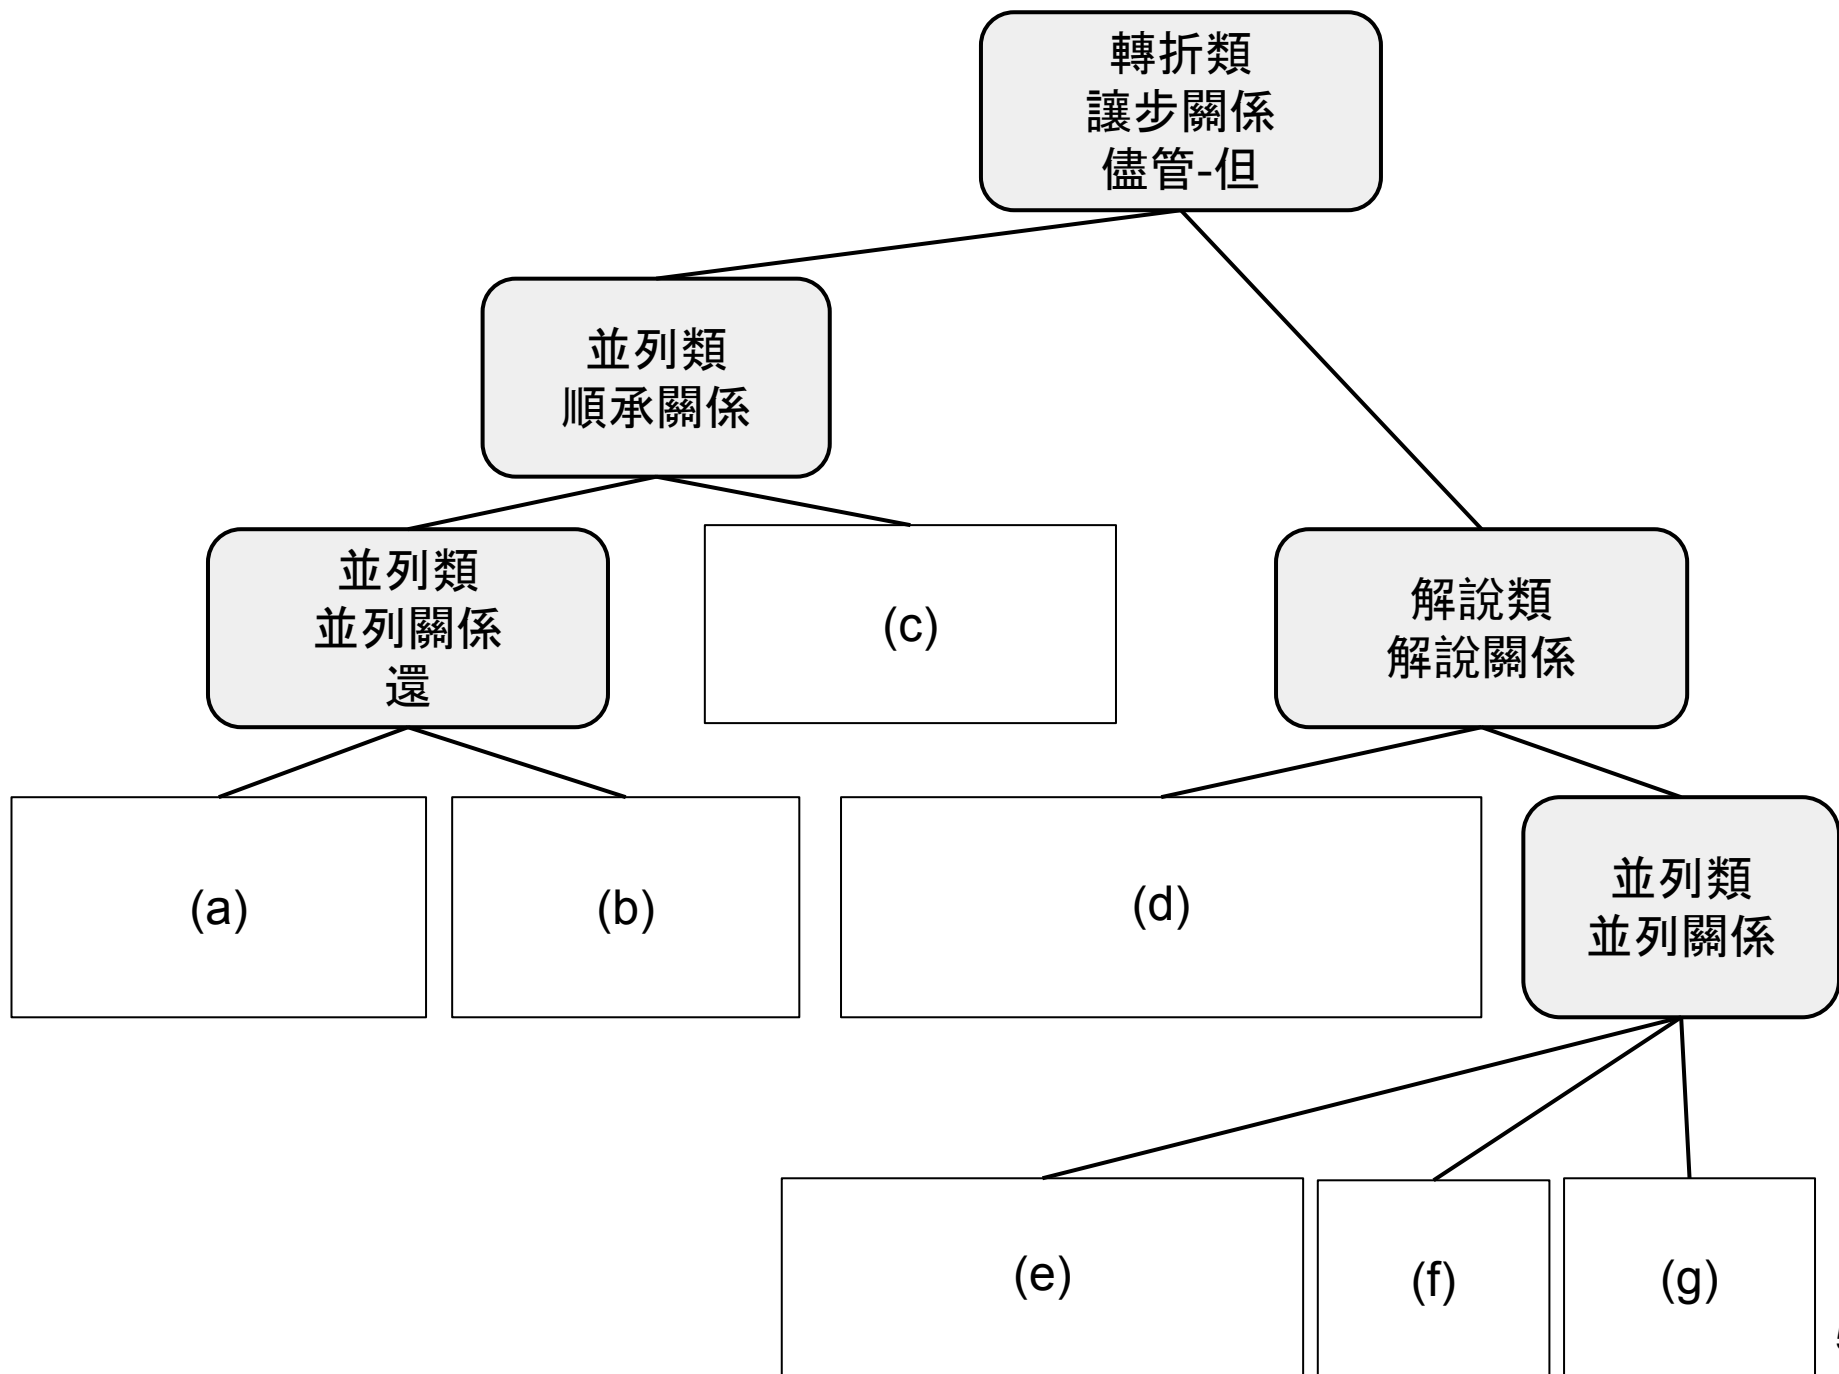 轉折類
讓步關係
儘管-但
並列類
順承關係
並列類
並列關係
還
(c)
解說類
解說關係
(a)
(b)
(d)
並列類
並列關係
(e)
(f)
(g)